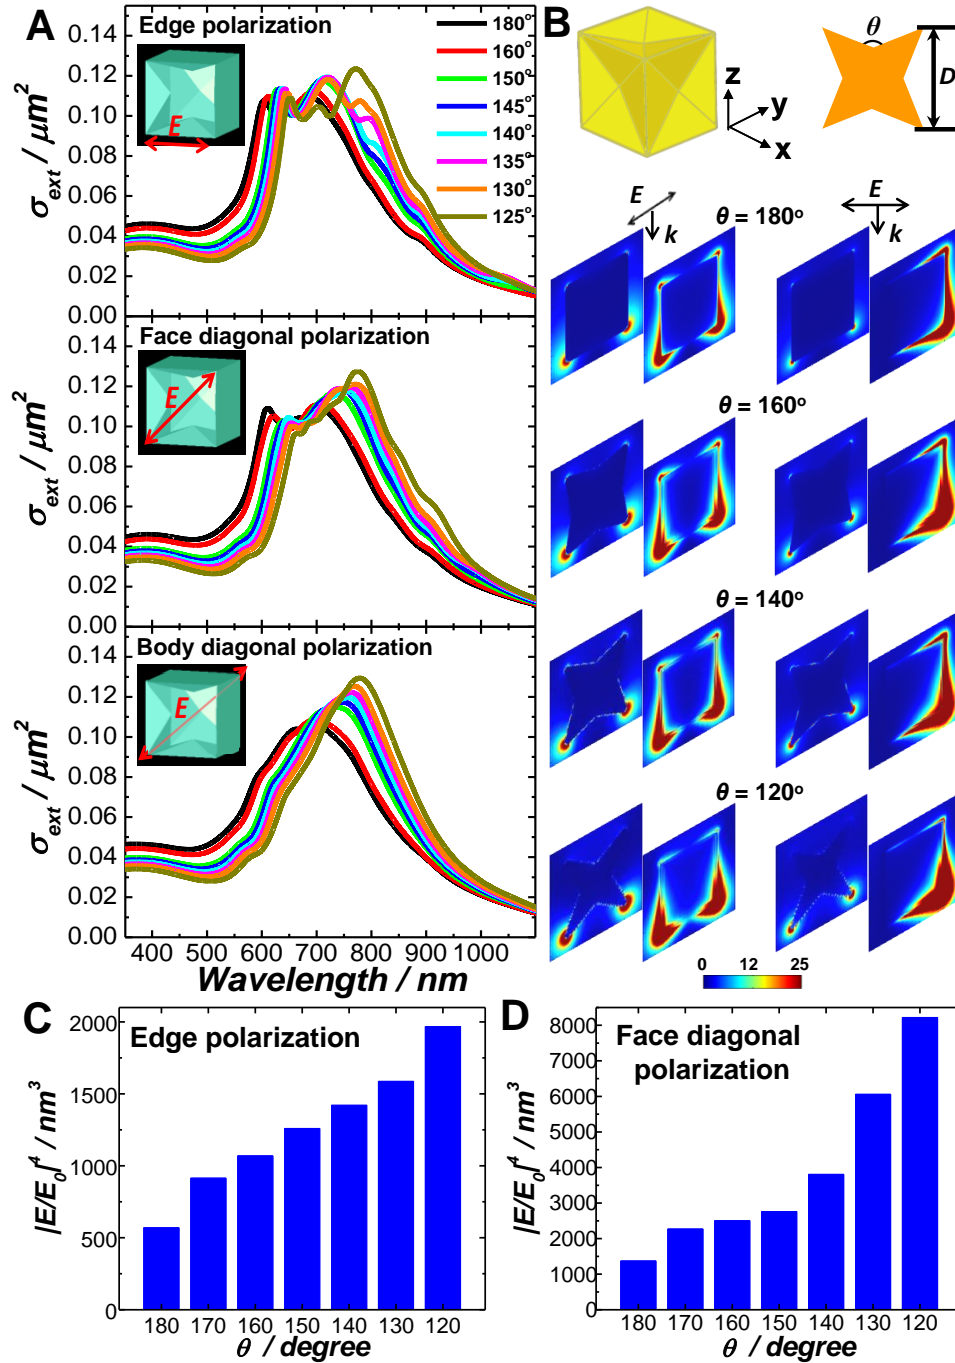 A
Edge polarization
180°
160°
150°
145°
140°
135°
130°
125°
E
σext / μm²
0.14
0.12
0.10
0.08
0.06
0.04
0.02
0.00
Face diagonal polarization
E
σext / μm²
0.14
0.12
0.10
0.08
0.06
0.04
0.02
0.00
Body diagonal polarization
E
σext / μm²
0.14
0.12
0.10
0.08
0.06
0.04
0.02
0.00
400 500 600 700 800 900 1000
Wavelength / nm
B
z
y
x
θ
D
E
k
θ = 180°
E
k
θ = 160°
θ = 140°
θ = 120°
0 12 25
C
Edge polarization
|E/E0|⁴ / nm³
2000
1500
1000
500
0
180 170 160 150 140 130 120
θ / degree
D
Face diagonal
polarization
|E/E0|⁴ / nm³
8000
7000
6000
5000
4000
3000
2000
1000
0
180 170 160 150 140 130 120
θ / degree